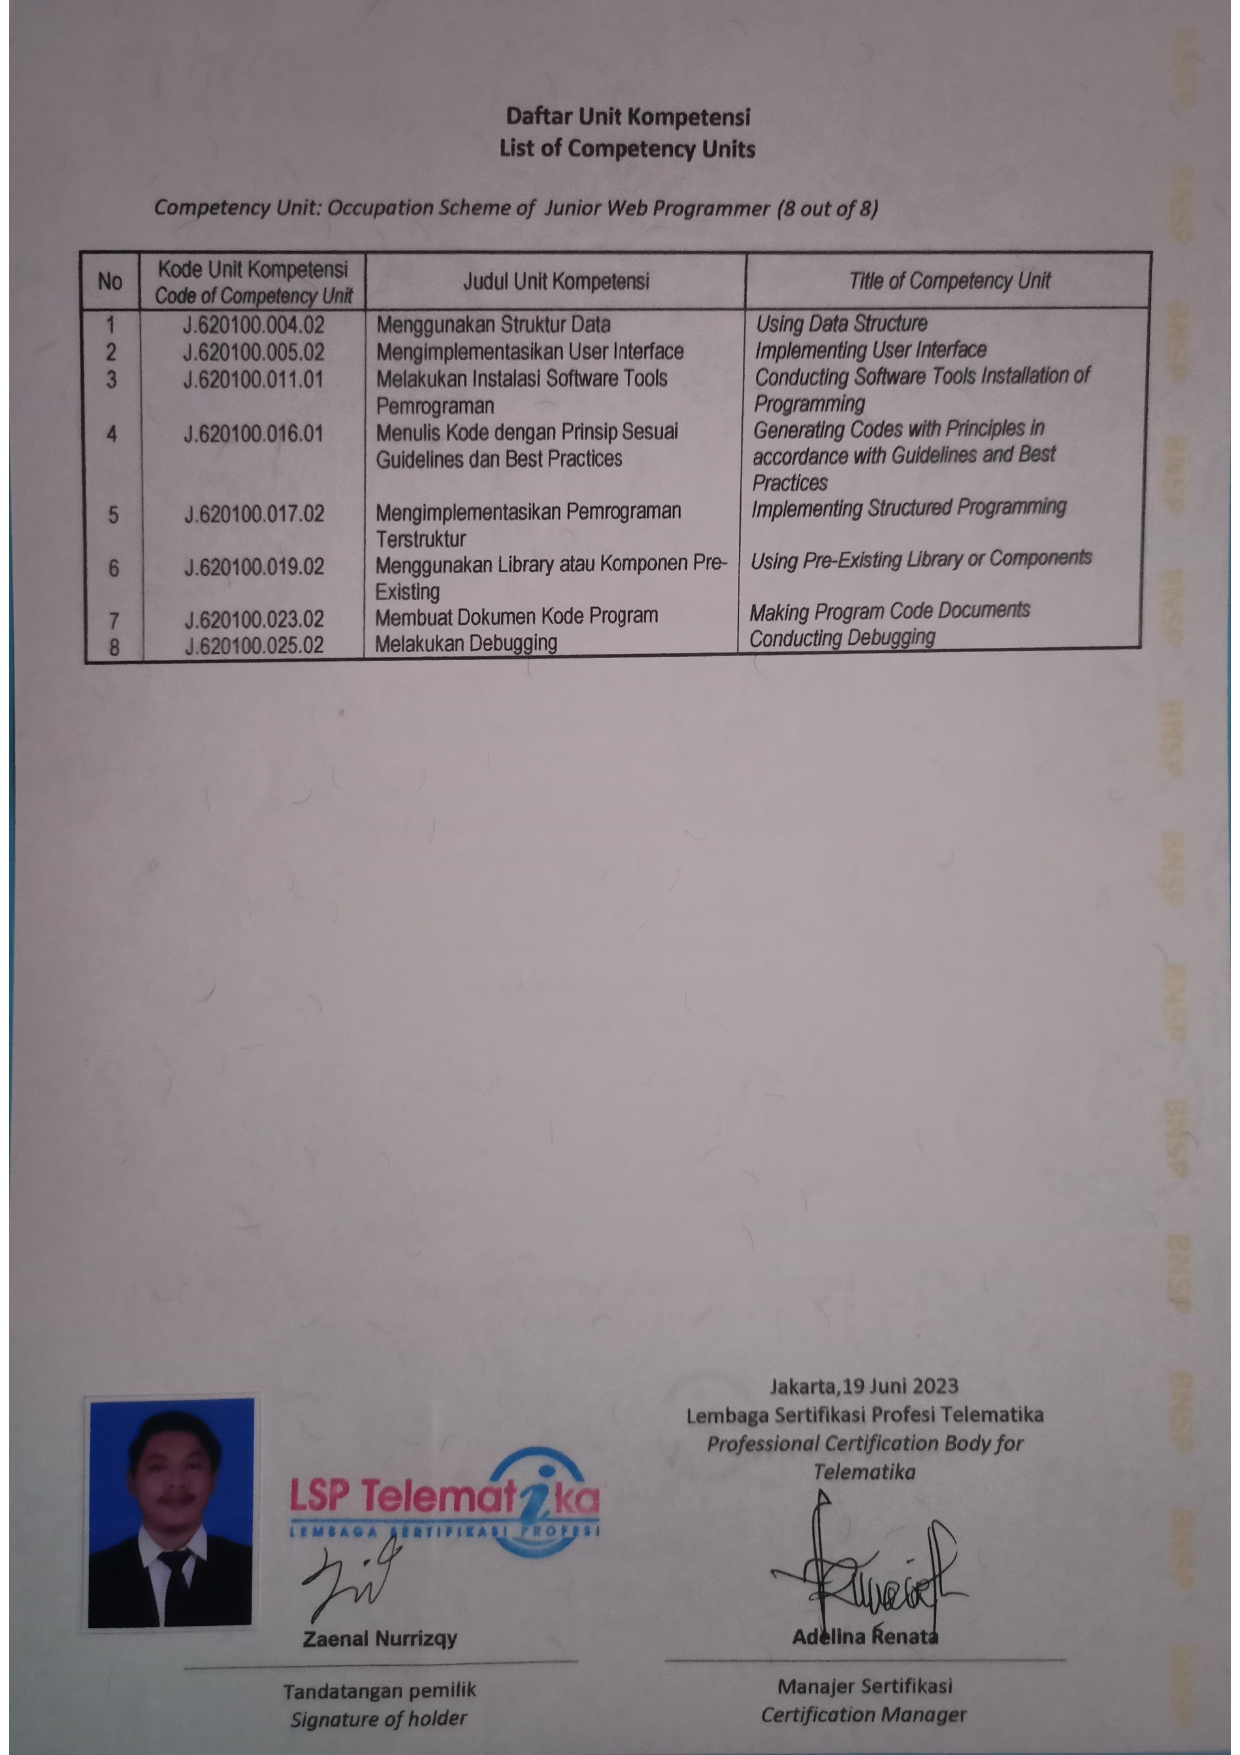 Daftar Unit Kompetensi
List of Competency Units
Competency Unit: Occupation Scheme of Junior Web Programmer (8 out of 8)
No
Kode Unit Kompetensi
Code of Competency Unit
Judul Unit Kompetensi
Title of Competency Unit
1 J.620100.004.02 Menggunakan Struktur Data Using Data Structure
2 J.620100.005.02 Mengimplementasikan User Interface Implementing User Interface
3 J.620100.011.01 Melakukan Instalasi Software Tools Conducting Software Tools Installation of
Pemrograman Programming
4 J.620100.016.01 Menulis Kode dengan Prinsip Sesuai Generating Codes with Principles in
Guidelines dan Best Practices accordance with Guidelines and Best
Practices
5 J.620100.017.02 Mengimplementasikan Pemrograman Implementing Structured Programming
Terstruktur
6 J.620100.019.02 Menggunakan Library atau Komponen Pre- Using Pre-Existing Library or Components
Existing
7 J.620100.023.02 Membuat Dokumen Kode Program Making Program Code Documents
8 J.620100.025.02 Melakukan Debugging Conducting Debugging
Jakarta,19 Juni 2023
Lembaga Sertifikasi Profesi Telematika
Professional Certification Body for
Telematika
LSP Telematika
LEMBAGA SERTIFIKASI PROFESI
Zaenal Nurrizqy
Tandatangan pemilik
Signature of holder
Adelina Renata
Manajer Sertifikasi
Certification Manager
BNSP
BNSP
BNSP
BNSP
BNSP
BNSP
BNSP
BNSP
BNSP
BNSP
BNSP
BNSP